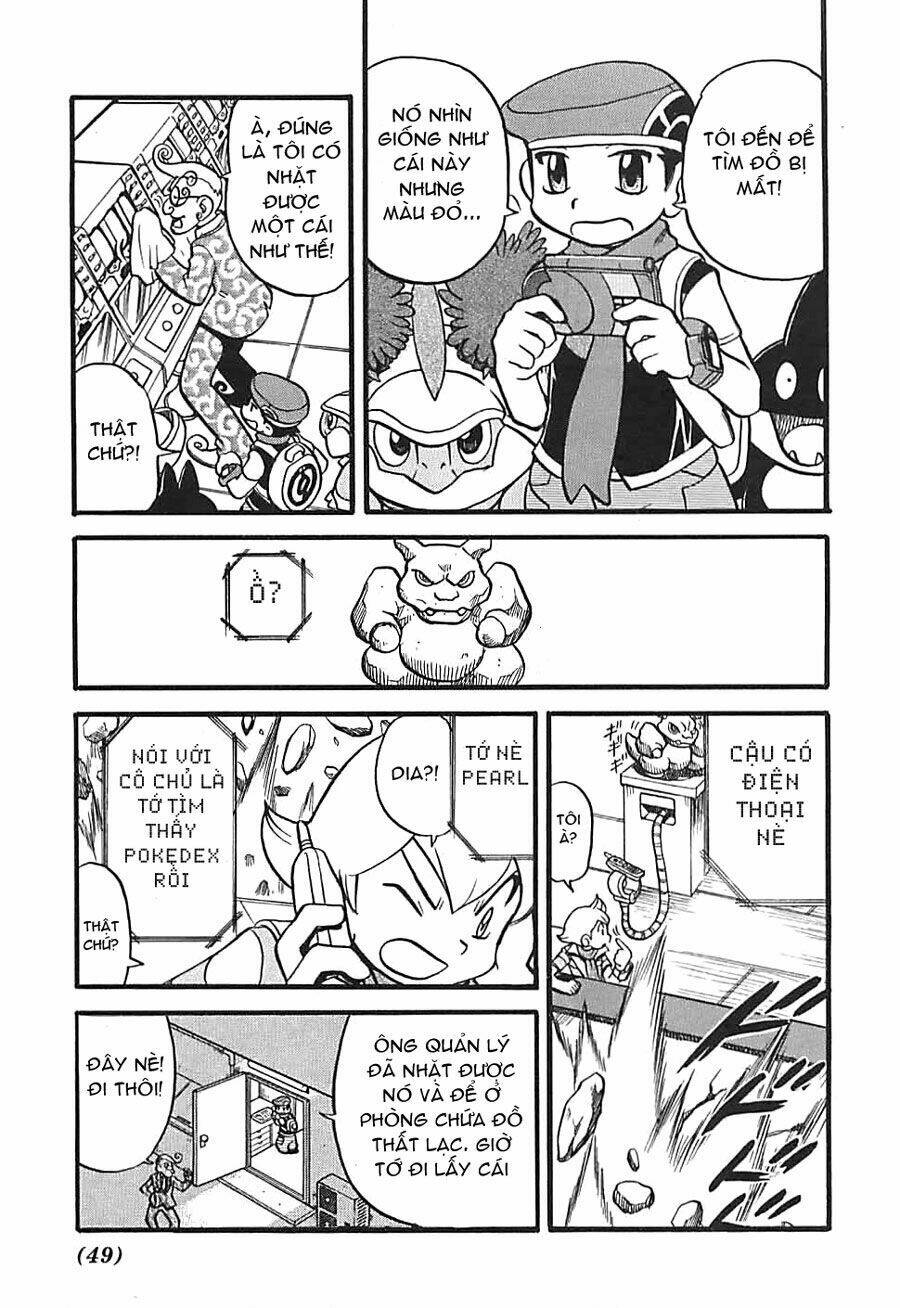 TÔI ĐẾN ĐỂ
TÌM ĐỒ BỊ
MẤT!
NÓ NHÌN
GIỐNG NHƯ
CÁI NÀY
NHƯNG
MÀU ĐỎ...
À, ĐÚNG
LÀ TÔI CÓ
NHẶT
ĐƯỢC
MỘT CÁI
NHƯ THẾ!
THẬT
CHỨ?!
Ồ?
CẬU CÓ
ĐIỆN
THOẠI
NÈ
TÔI
À?
TỚ NÈ
PEARL
DIA?!
NÓI VỚI
CÔ CHỦ LÀ
TỚ TÌM
THẤY
POKEDEX
RỒI
THẬT
CHỨ?
ÔNG QUẢN LÝ
ĐÃ NHẶT ĐƯỢC
NÓ VÀ ĐỂ Ở
PHÒNG CHỨA ĐỒ
THẤT LẠC. GIỜ
TỚ ĐI LẤY CÁI
ĐÂY NÈ!
ĐI THÔI!
(49)